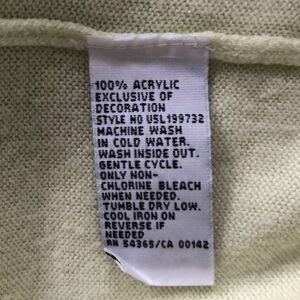 100% ACRYLIC
EXCLUSIVE OF
DECORATION
STYLE NO USL199732
MACHINE WASH
IN COLD WATER.
WASH INSIDE OUT.
GENTLE CYCLE.
ONLY NON-
CHLORINE BLEACH
WHEN NEEDED.
TUMBLE DRY LOW.
COOL IRON ON
REVERSE IF
NEEDED
RN 54365/CA 00142